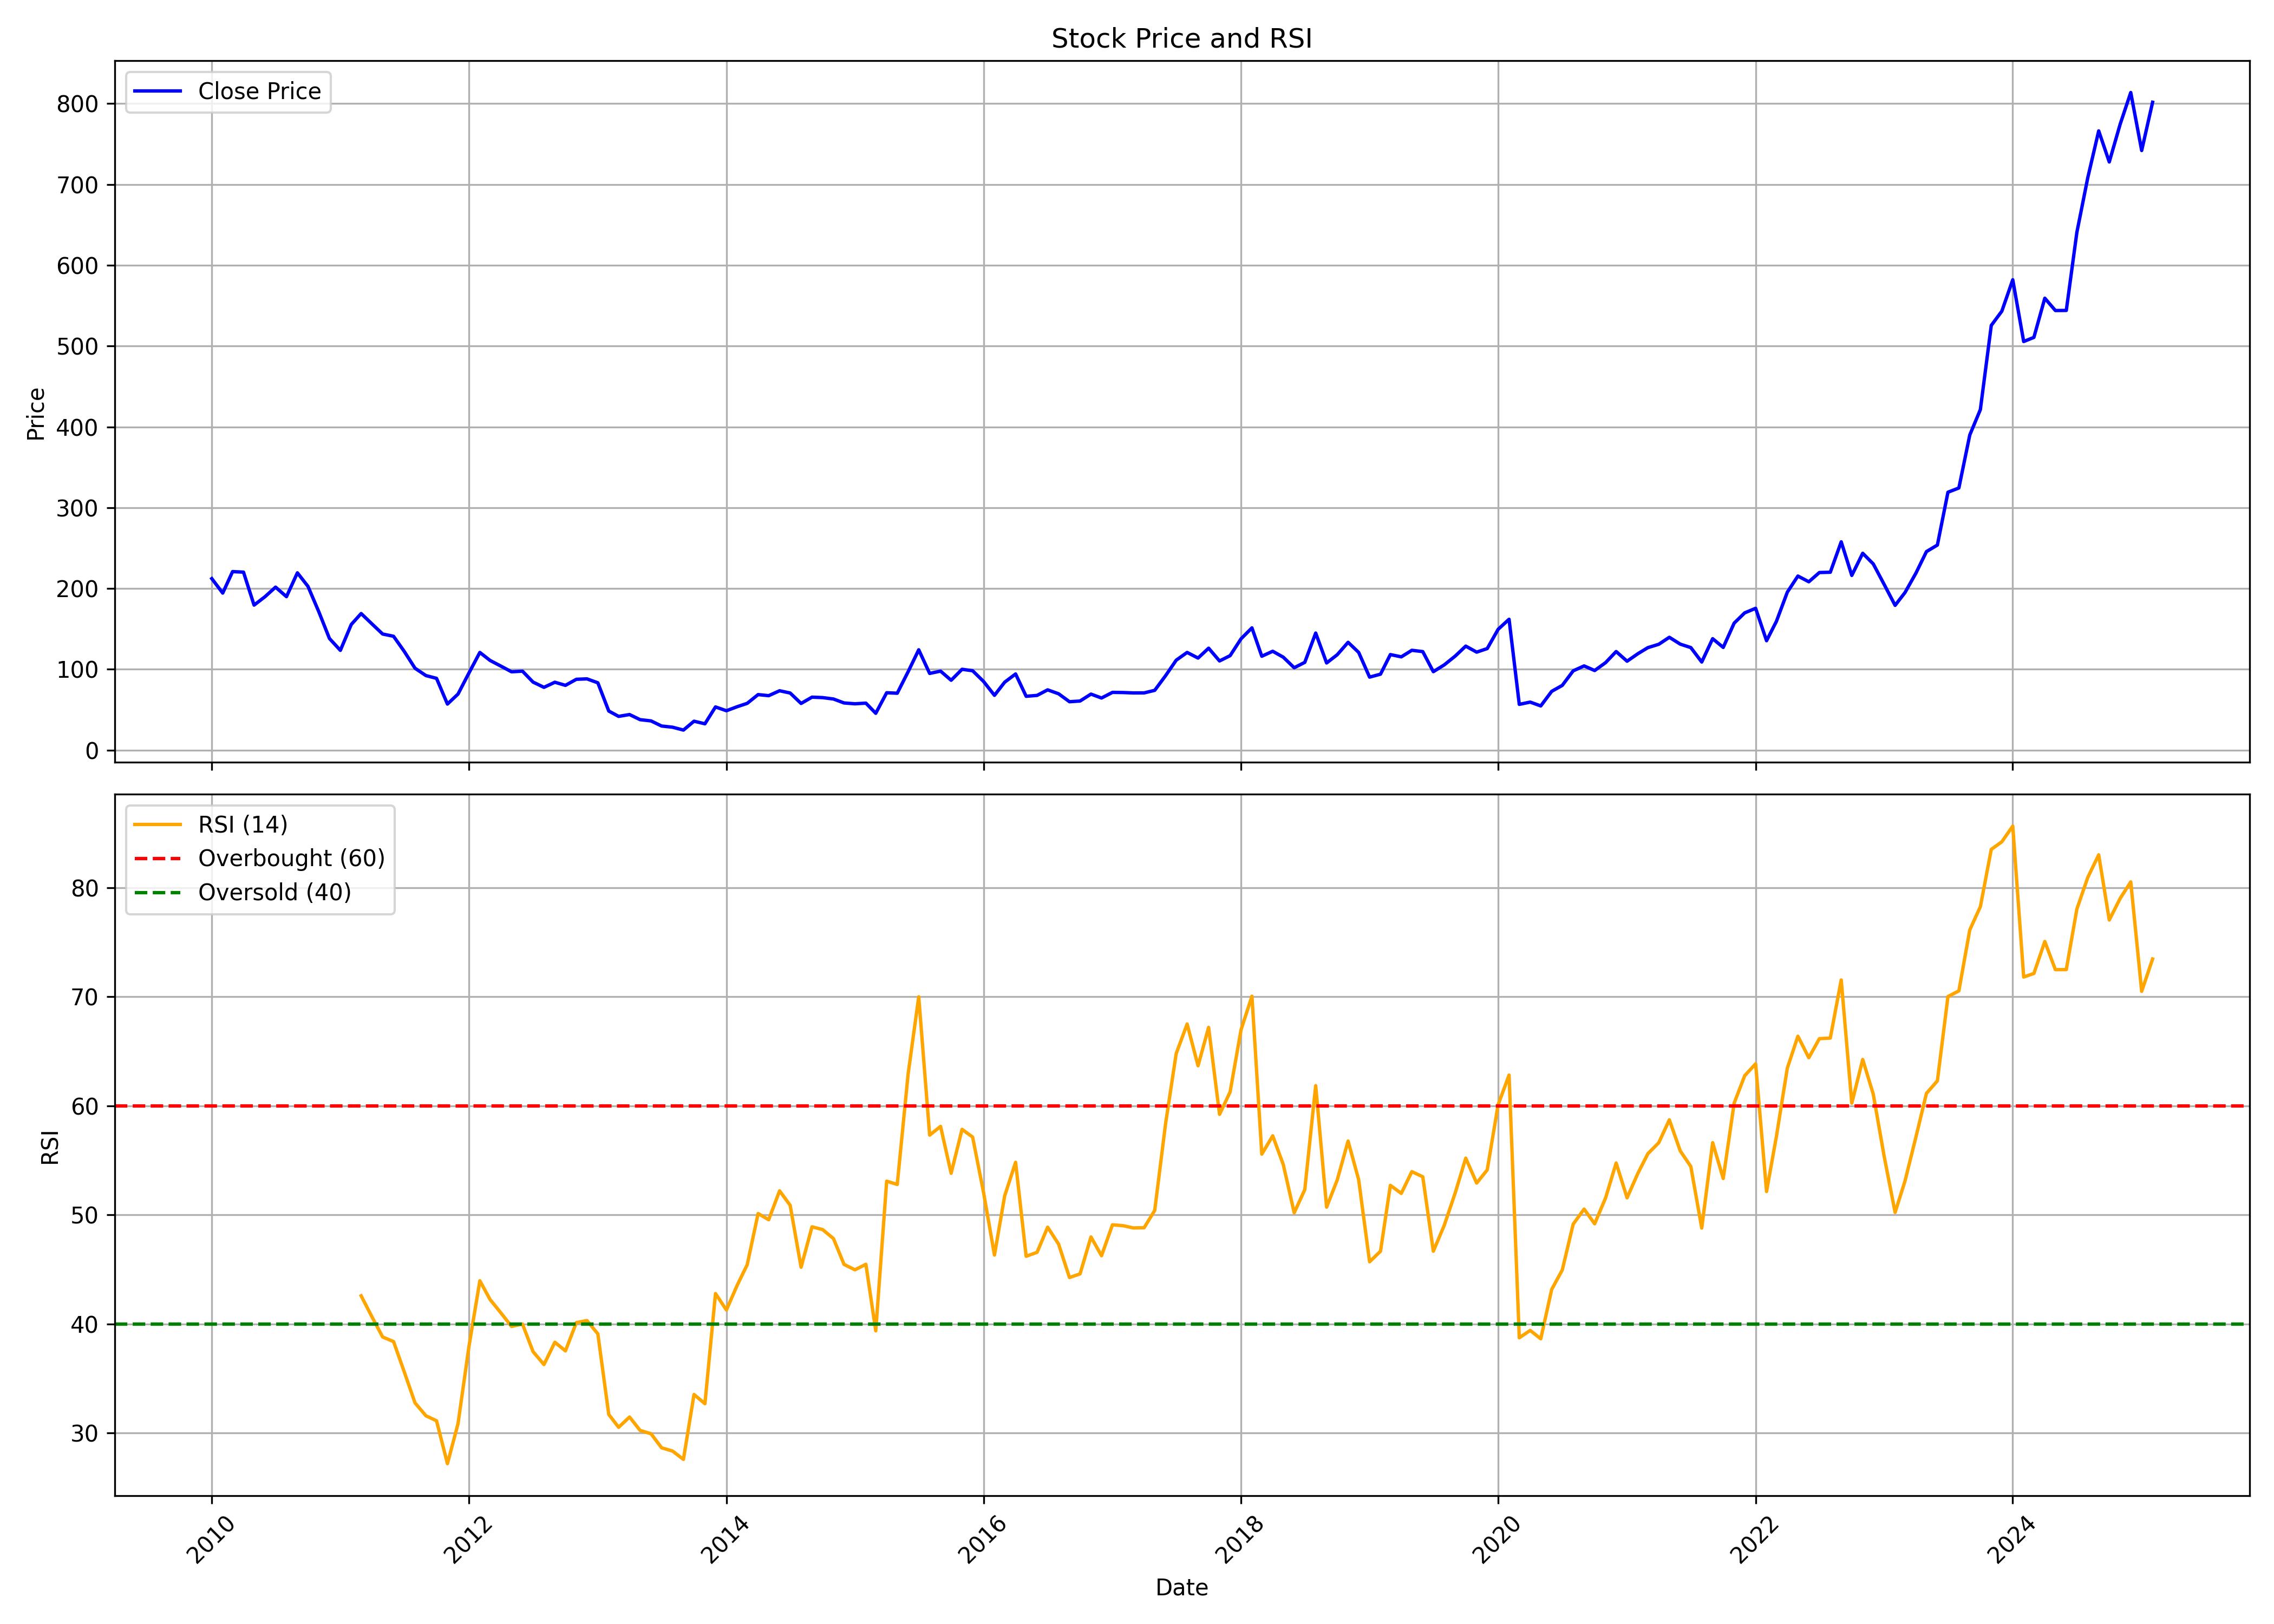 Stock Price and RSI
Close Price
800
700
600
500
400
300
200
100
0
Price
RSI (14)
Overbought (60)
Oversold (40)
80
70
60
50
40
30
RSI
2010
2012
2014
2016
2018
2020
2022
2024
Date